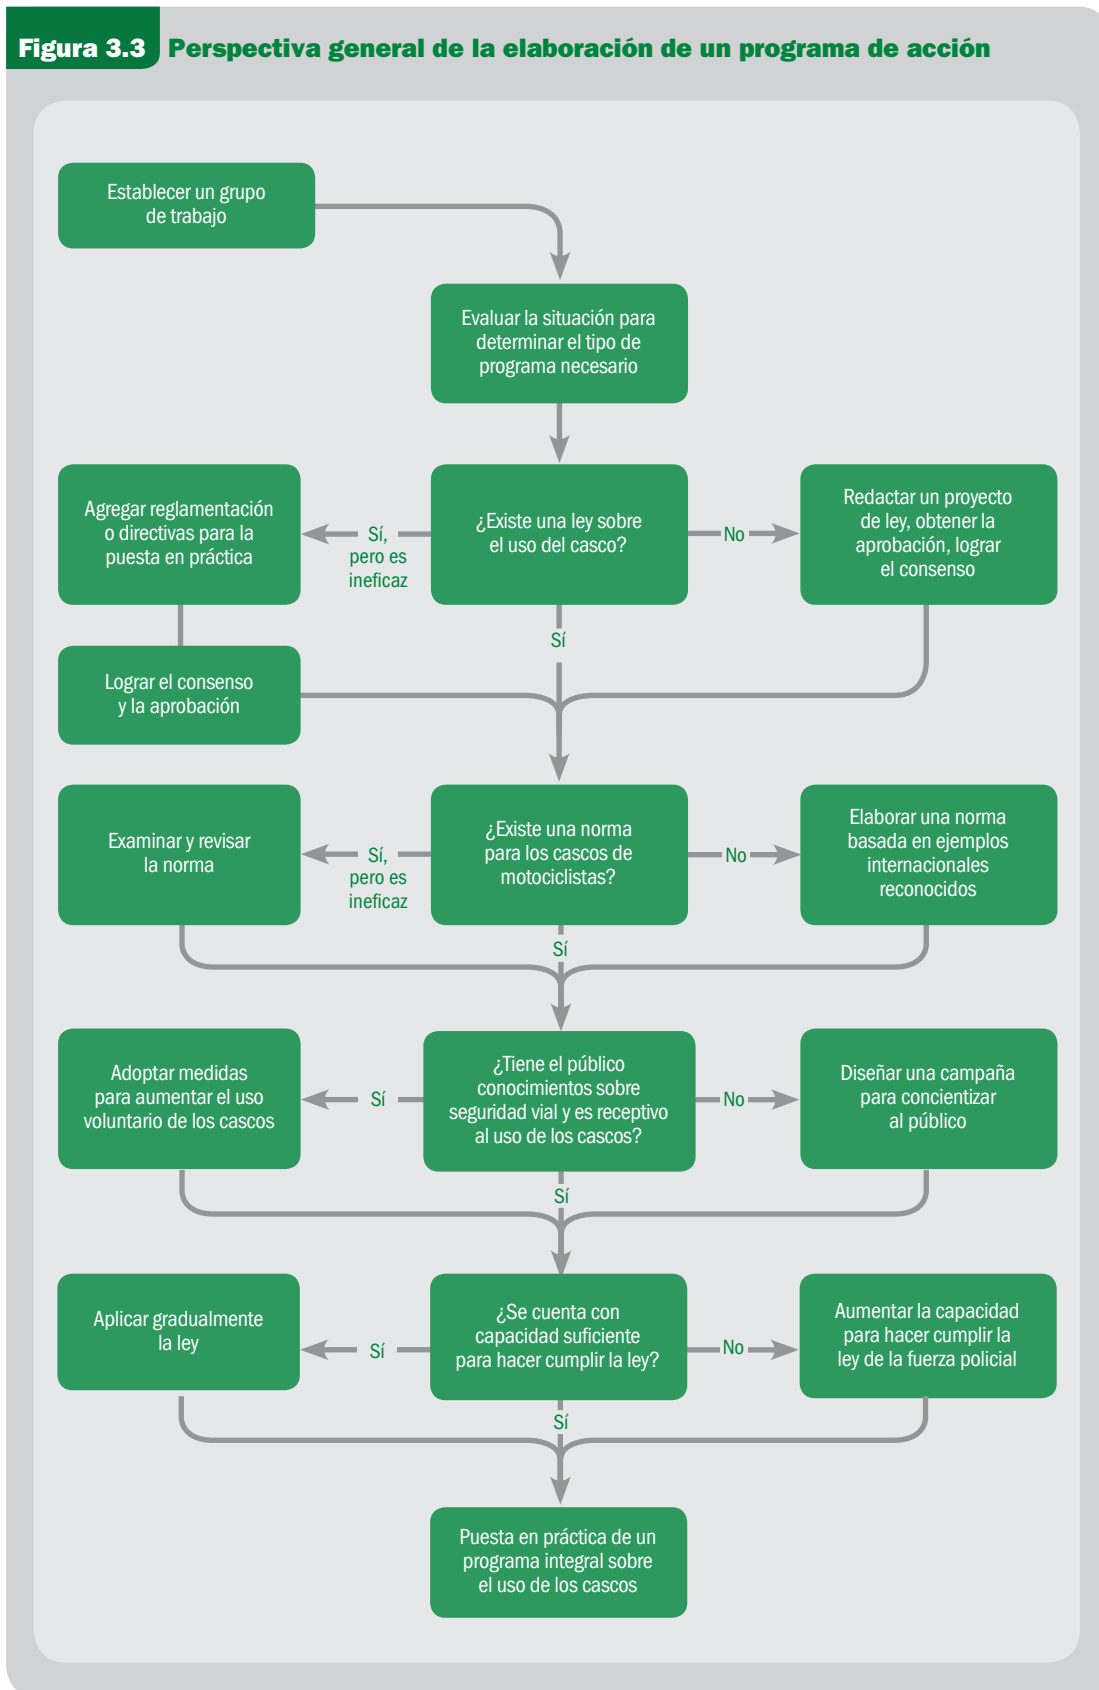 Figura 3.3 Perspectiva general de la elaboración de un programa de acción
Establecer un grupo
de trabajo
Evaluar la situación para
determinar el tipo de
programa necesario
Agregar reglamentación
o directivas para la
puesta en práctica
Sí,
pero es
ineficaz
¿Existe una ley sobre
el uso del casco?
No
Redactar un proyecto
de ley, obtener la
aprobación, lograr
el consenso
Sí
Lograr el consenso
y la aprobación
Examinar y revisar
la norma
Sí,
pero es
ineficaz
¿Existe una norma
para los cascos de
motociclistas?
No
Elaborar una norma
basada en ejemplos
internacionales
reconocidos
Sí
Adoptar medidas
para aumentar el uso
voluntario de los cascos
Sí
¿Tiene el público
conocimientos sobre
seguridad vial y es receptivo
al uso de los cascos?
No
Diseñar una campaña
para concientizar
al público
Sí
Aplicar gradualmente
la ley
Sí
¿Se cuenta con
capacidad suficiente
para hacer cumplir la ley?
No
Aumentar la capacidad
para hacer cumplir la
ley de la fuerza policial
Sí
Puesta en práctica de un
programa integral sobre
el uso de los cascos